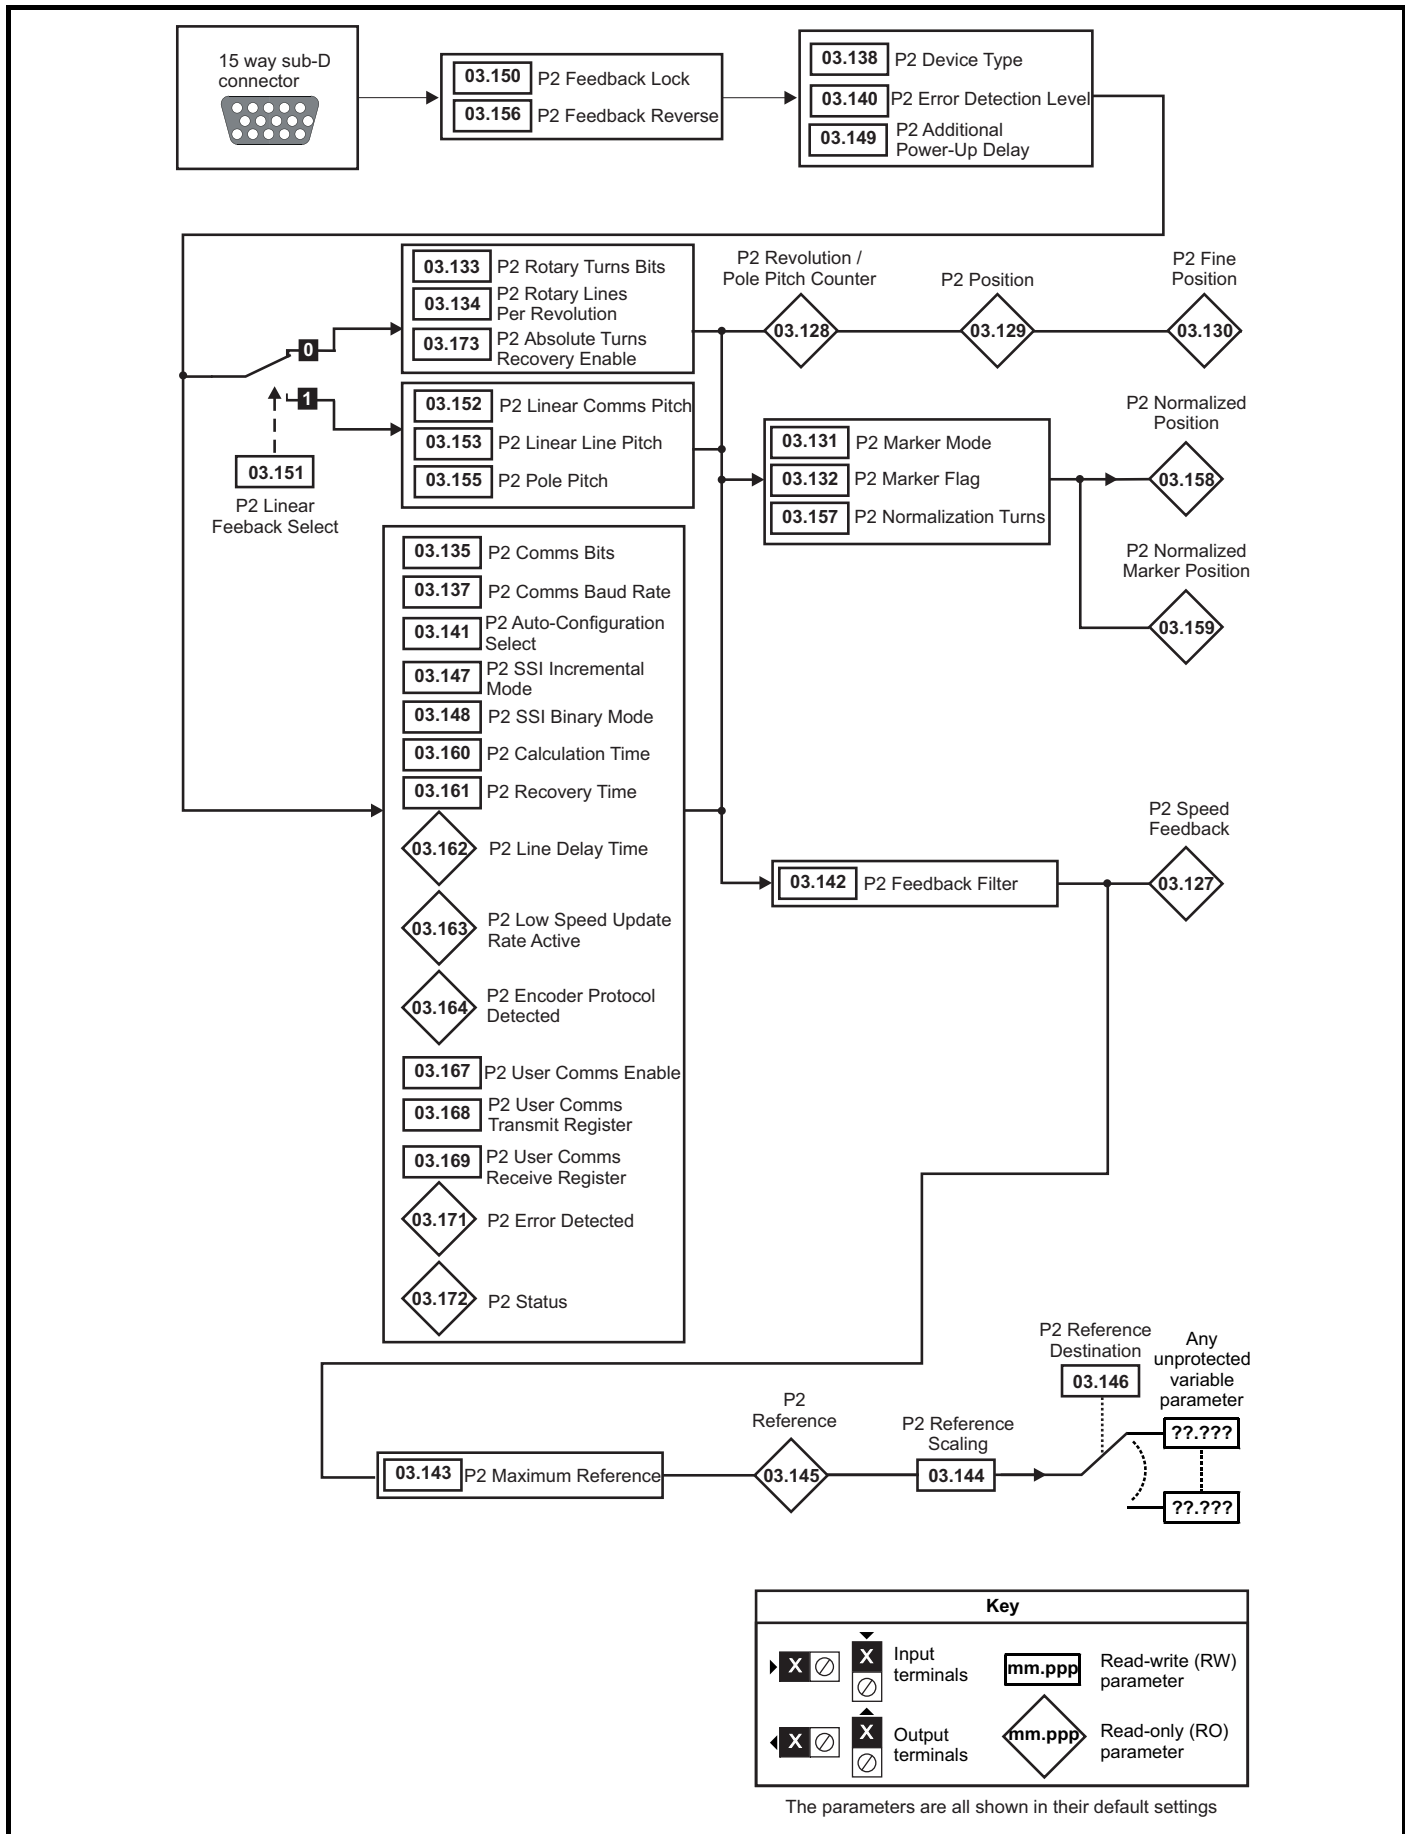 15 way sub-D
connector
03.150 P2 Feedback Lock
03.156 P2 Feedback Reverse
03.138 P2 Device Type
03.140 P2 Error Detection Level
03.149 P2 Additional
Power-Up Delay
03.133 P2 Rotary Turns Bits
03.134 P2 Rotary Lines
Per Revolution
03.173 P2 Absolute Turns
Recovery Enable
P2 Revolution /
Pole Pitch Counter
03.128
P2 Position
03.129
P2 Fine
Position
03.130
0
1
03.151
P2 Linear
Feeback Select
03.152 P2 Linear Comms Pitch
03.153 P2 Linear Line Pitch
03.155 P2 Pole Pitch
03.131 P2 Marker Mode
03.132 P2 Marker Flag
03.157 P2 Normalization Turns
P2 Normalized
Position
03.158
P2 Normalized
Marker Position
03.159
03.135 P2 Comms Bits
03.137 P2 Comms Baud Rate
03.141 P2 Auto-Configuration
Select
03.147 P2 SSI Incremental
Mode
03.148 P2 SSI Binary Mode
03.160 P2 Calculation Time
03.161 P2 Recovery Time
03.162 P2 Line Delay Time
03.163 P2 Low Speed Update
Rate Active
03.164 P2 Encoder Protocol
Detected
03.167 P2 User Comms Enable
03.168 P2 User Comms
Transmit Register
03.169 P2 User Comms
Receive Register
03.171 P2 Error Detected
03.172 P2 Status
03.142 P2 Feedback Filter
P2 Speed
Feedback
03.127
03.143 P2 Maximum Reference
P2
Reference
03.145
P2 Reference
Scaling
03.144
P2 Reference
Destination
03.146
Any
unprotected
variable
parameter
??.???
??.???
Key
X
X
Input
terminals
mm.ppp
Read-write (RW)
parameter
X
X
Output
terminals
mm.ppp
Read-only (RO)
parameter
The parameters are all shown in their default settings